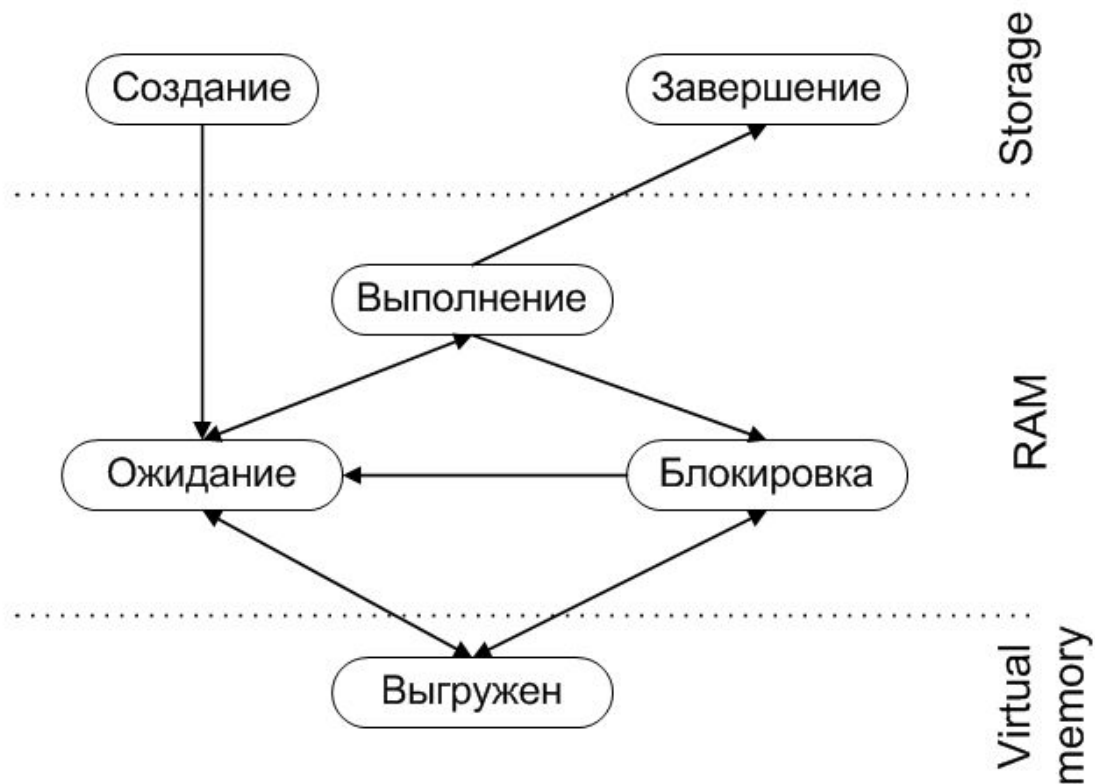 Создание
Завершение
Storage
Выполнение
RAM
Ожидание
Блокировка
Выгружен
Virtual
memory